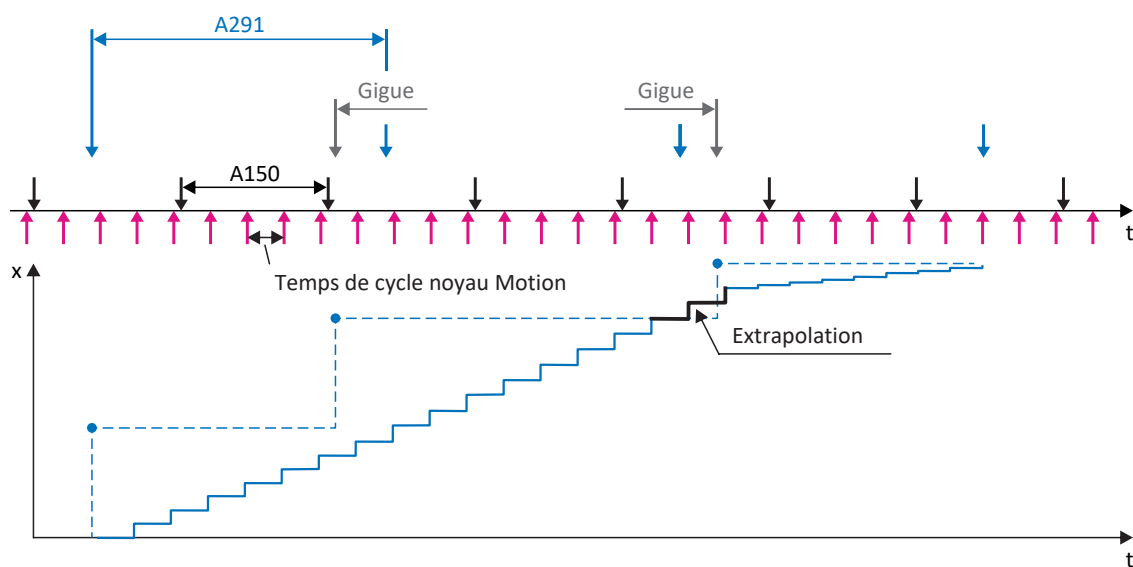 A291
Gigue
Gigue
A150
t
Temps de cycle noyau Motion
x
Extrapolation
t